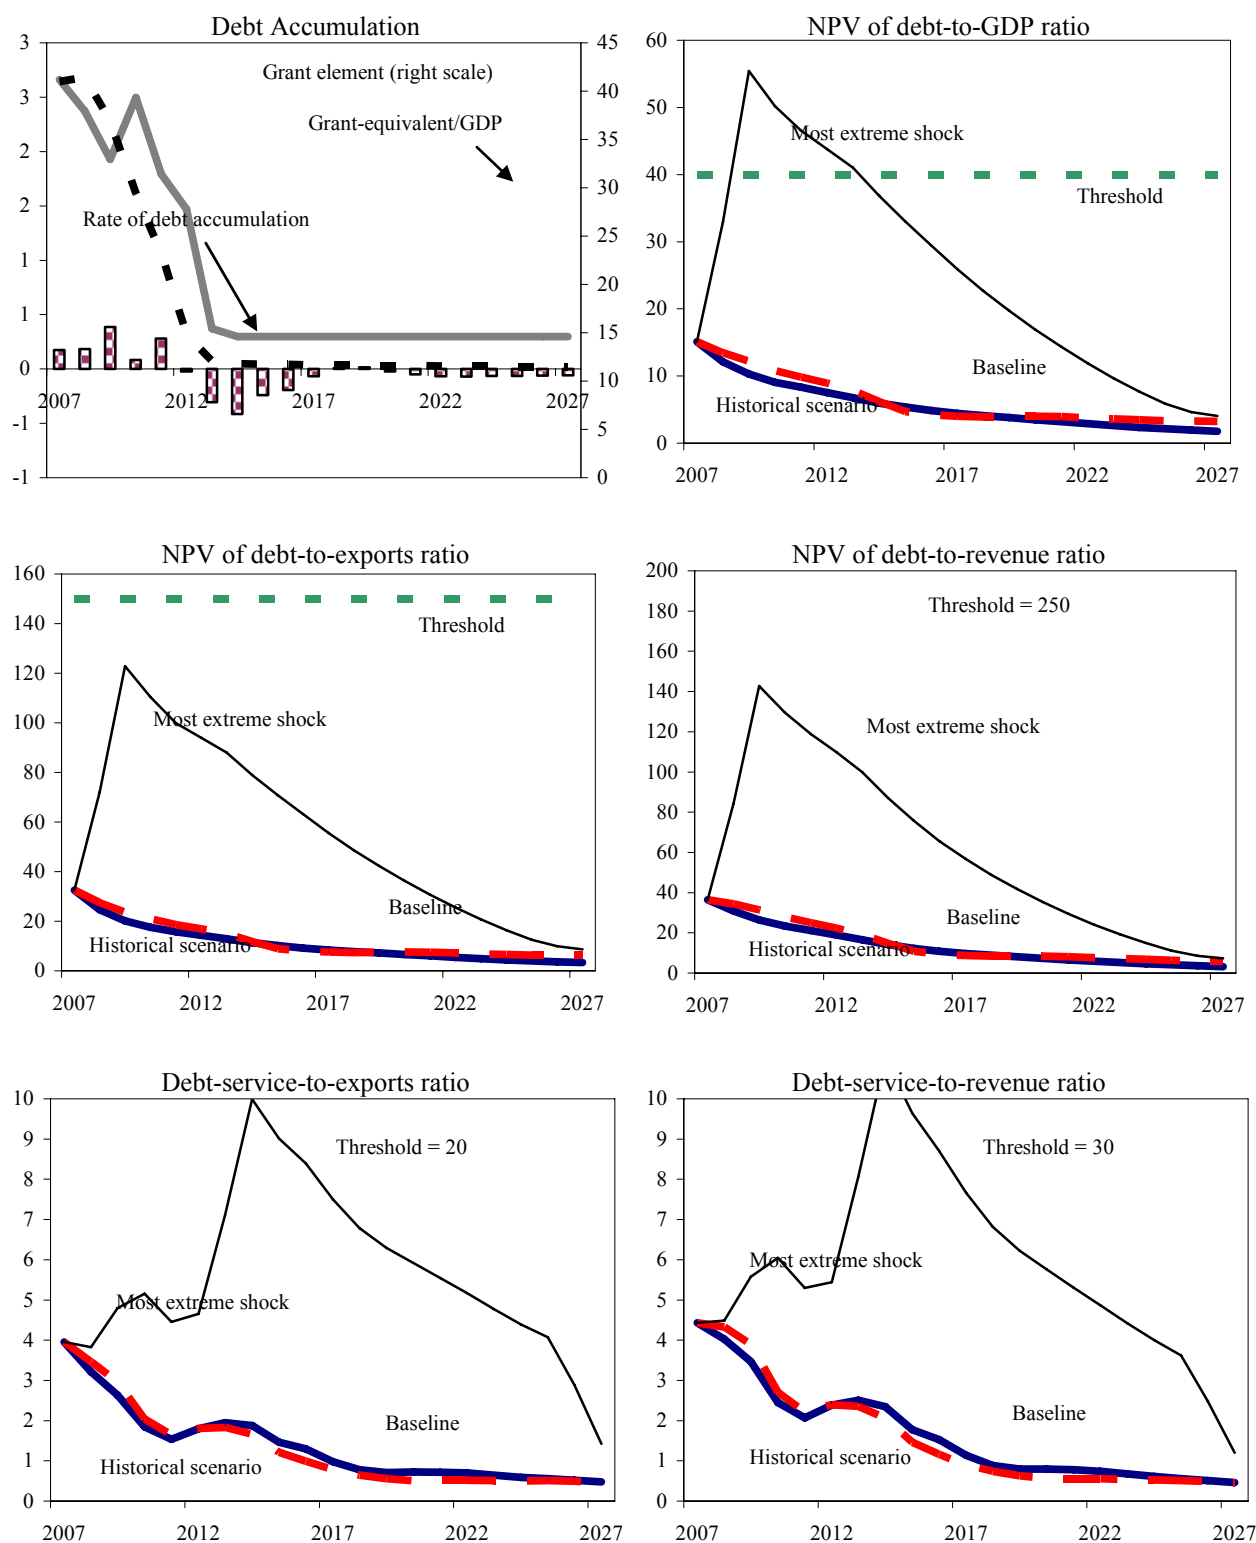 Debt Accumulation
3
3
2
2
1
1
0
-1
-1
45
40
35
30
25
20
15
10
5
0
Grant element (right scale)
Grant-equivalent/GDP
Rate of debt accumulation
2007 2012 2017 2022 2027
NPV of debt-to-GDP ratio
60
50
40
30
20
10
0
Most extreme shock
Threshold
Baseline
Historical scenario
2007 2012 2017 2022 2027
NPV of debt-to-exports ratio
160
140
120
100
80
60
40
20
0
Threshold
Most extreme shock
Baseline
Historical scenario
2007 2012 2017 2022 2027
NPV of debt-to-revenue ratio
200
180
160
140
120
100
80
60
40
20
0
Threshold = 250
Most extreme shock
Baseline
Historical scenario
2007 2012 2017 2022 2027
Debt-service-to-exports ratio
10
9
8
7
6
5
4
3
2
1
0
Threshold = 20
Most extreme shock
Baseline
Historical scenario
2007 2012 2017 2022 2027
Debt-service-to-revenue ratio
10
9
8
7
6
5
4
3
2
1
0
Threshold = 30
Most extreme shock
Baseline
Historical scenario
2007 2012 2017 2022 2027